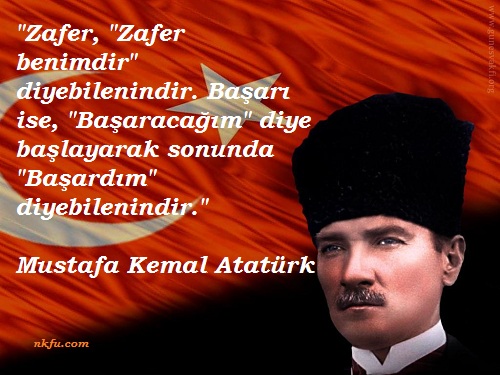 "Zafer, "Zafer
benimdir"
diyebilenindir. Başarı
ise, "Başaracağım" diye
başlayarak sonunda
"Başardım"
diyebilenindir."
Mustafa Kemal Atatürk
nkfu.com